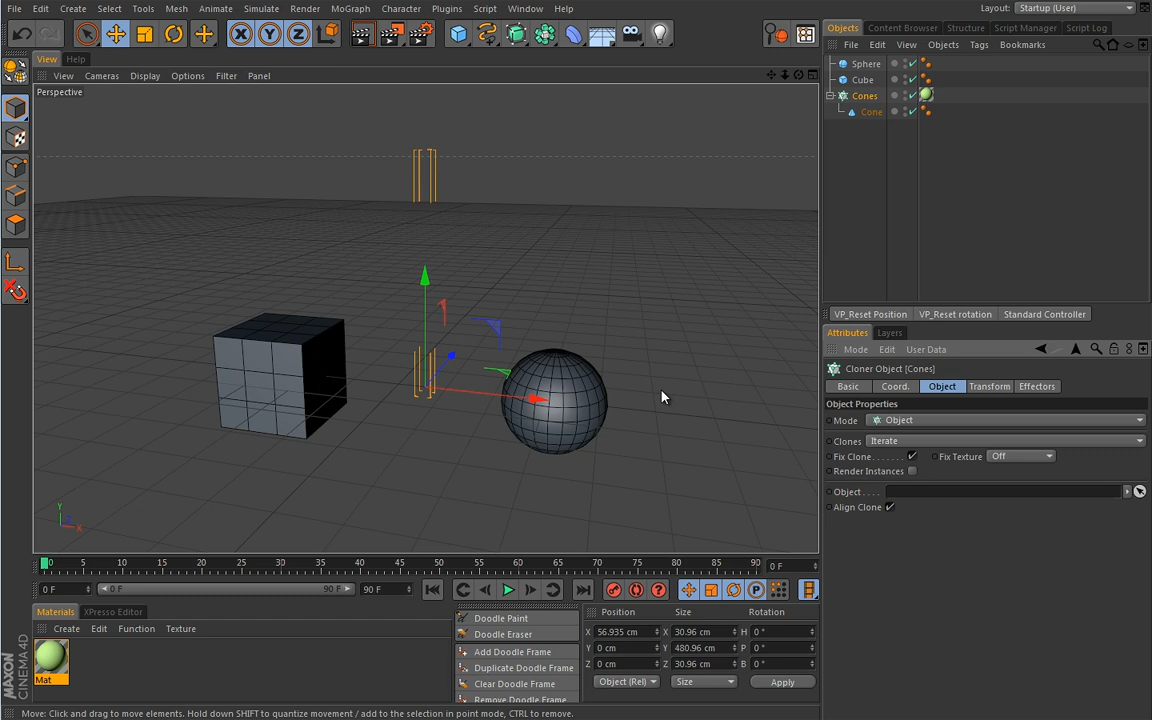 File Edit Create Select Tools Mesh Animate Simulate Render MoGraph Character Plugins Script Window Help Layout: Startup (User)
View Help
View Cameras Display Options Filter Panel
Perspective
Y
Z
X
Objects Content Browser Structure Script Manager Script Log
File Edit View Objects Tags Bookmarks
Sphere
Cube
Cones
Cone
VP_Reset Position VP_Reset rotation Standard Controller
Attributes Layers
Mode Edit User Data
Cloner Object [Cones]
Basic Coord. Object Transform Effectors
Object Properties
Mode Object
Clones Iterate
Fix Clone. . . . . . . Fix Texture Off
Render Instances
Object . . . .
Align Clone
0 5 10 15 20 25 30 35 40 45 50 55 60 65 70 75 80 85 90 0 F
0 F 0 F 90 F 90 F
Materials XPresso Editor
Create Edit Function Texture
Mat
MAXON
CINEMA 4D
Doodle Paint
Doodle Eraser
Add Doodle Frame
Duplicate Doodle Frame
Clear Doodle Frame
Remove Doodle Frame
Position Size Rotation
X 56.935 cm X 30.96 cm H 0 °
Y 0 cm Y 480.96 cm P 0 °
Z 0 cm Z 30.96 cm B 0 °
Object (Rel) Size Apply
Move: Click and drag to move elements. Hold down SHIFT to quantize movement / add to the selection in point mode, CTRL to remove.